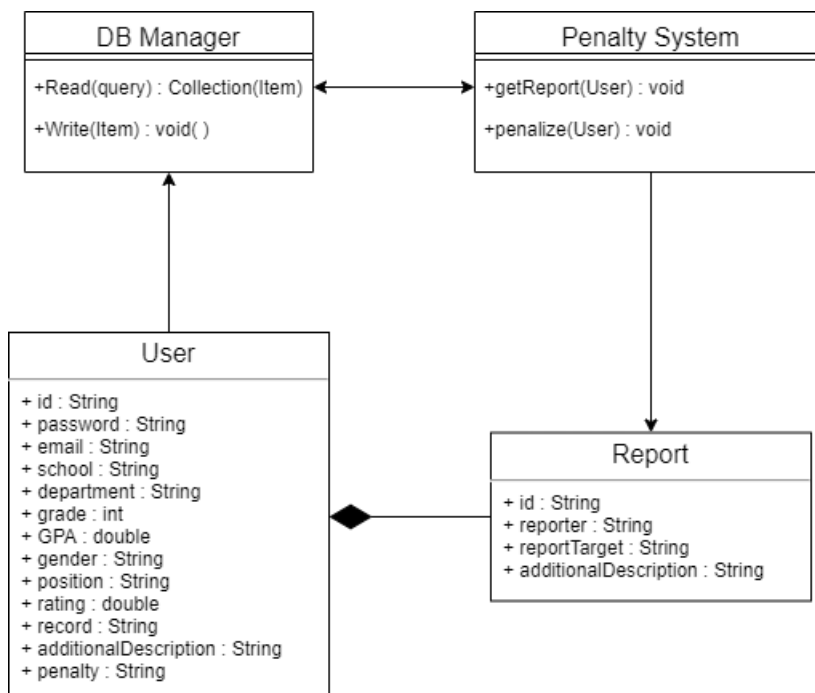 DB Manager
+Read(query) : Collection(Item)
+Write(Item) : void( )
Penalty System
+getReport(User) : void
+penalize(User) : void
User
+ id : String
+ password : String
+ email : String
+ school : String
+ department : String
+ grade : int
+ GPA : double
+ gender : String
+ position : String
+ rating : double
+ record : String
+ additionalDescription : String
+ penalty : String
Report
+ id : String
+ reporter : String
+ reportTarget : String
+ additionalDescription : String